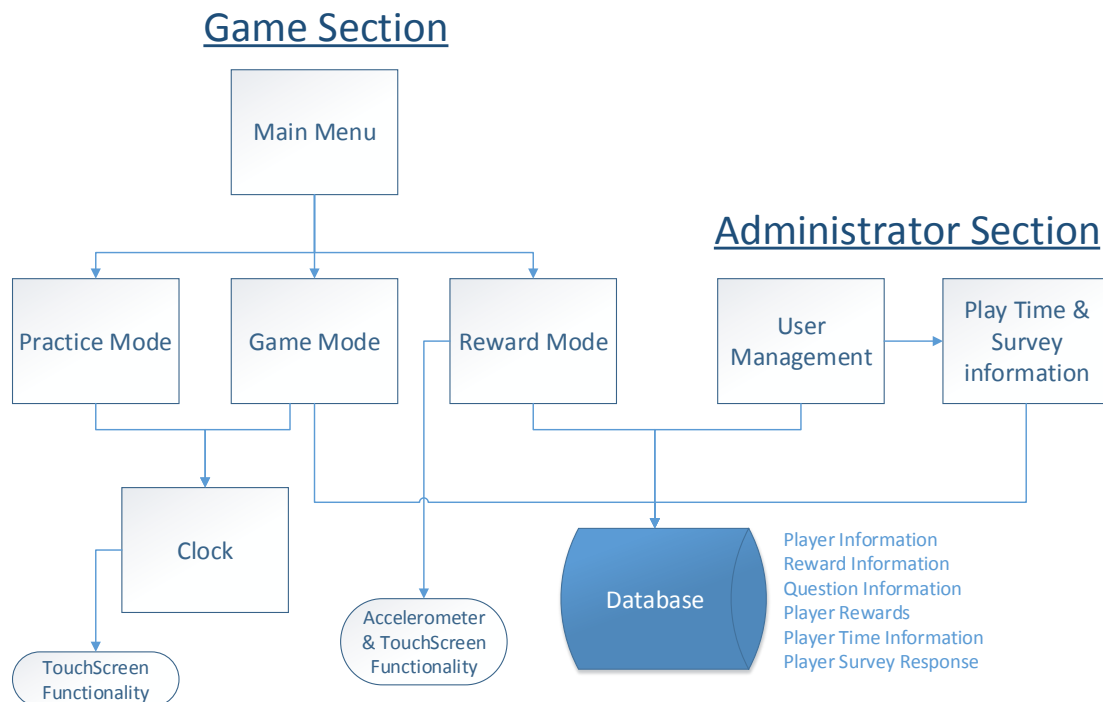 Game Section
Main Menu
Administrator Section
Practice Mode
Game Mode
Reward Mode
User
Management
Play Time &
Survey
information
Clock
Database
Player Information
Reward Information
Question Information
Player Rewards
Player Time Information
Player Survey Response
Accelerometer
& TouchScreen
Functionality
TouchScreen
Functionality